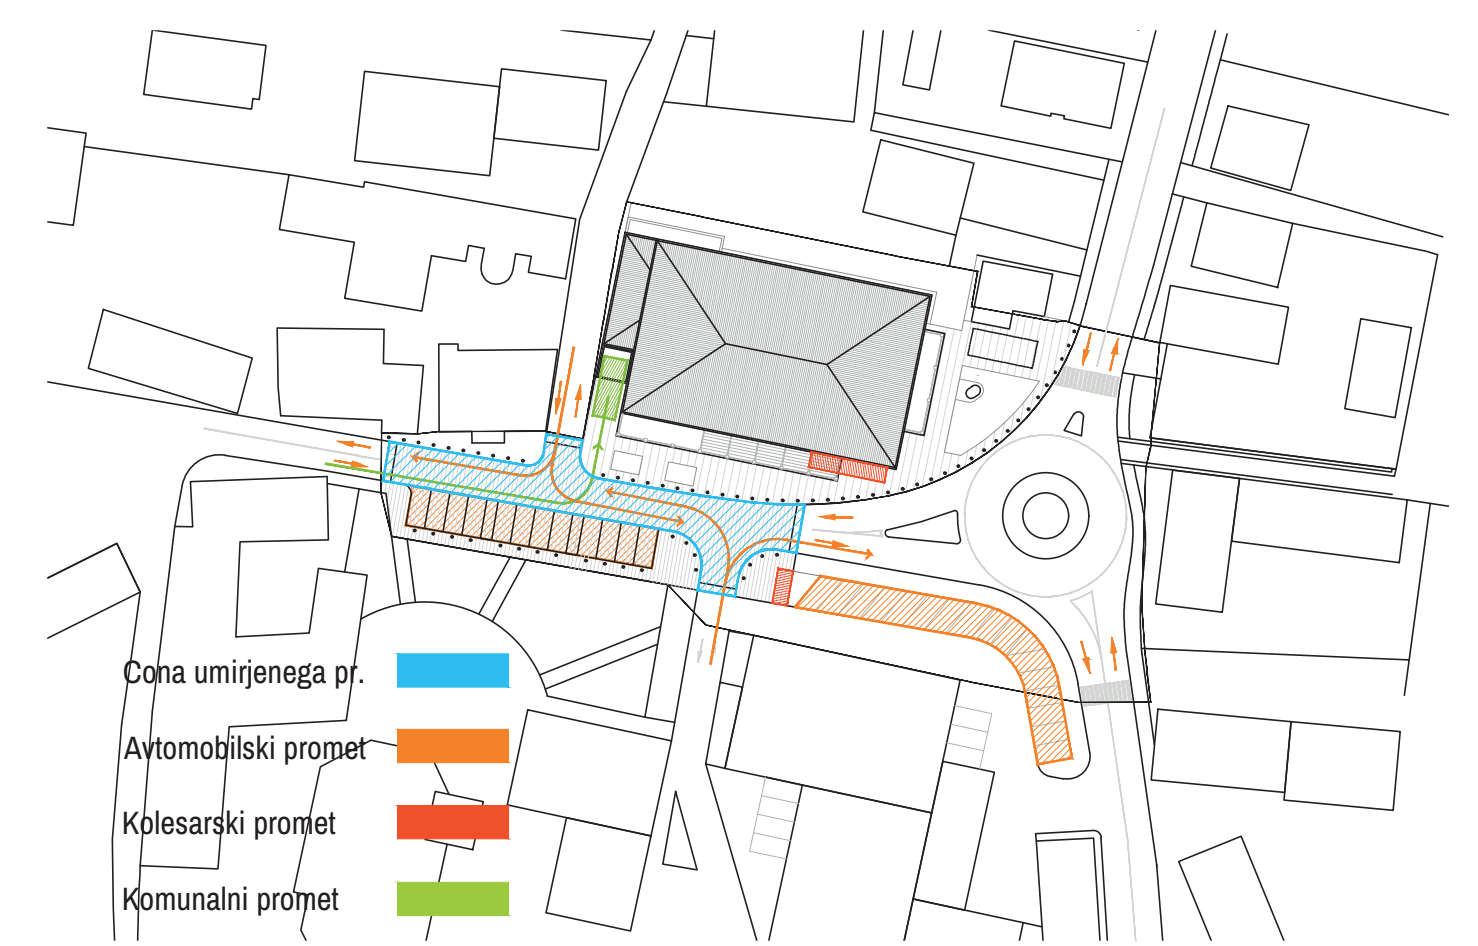 Cona umirjenega pr.
Avtomobilski promet
Kolesarski promet
Komunalni promet